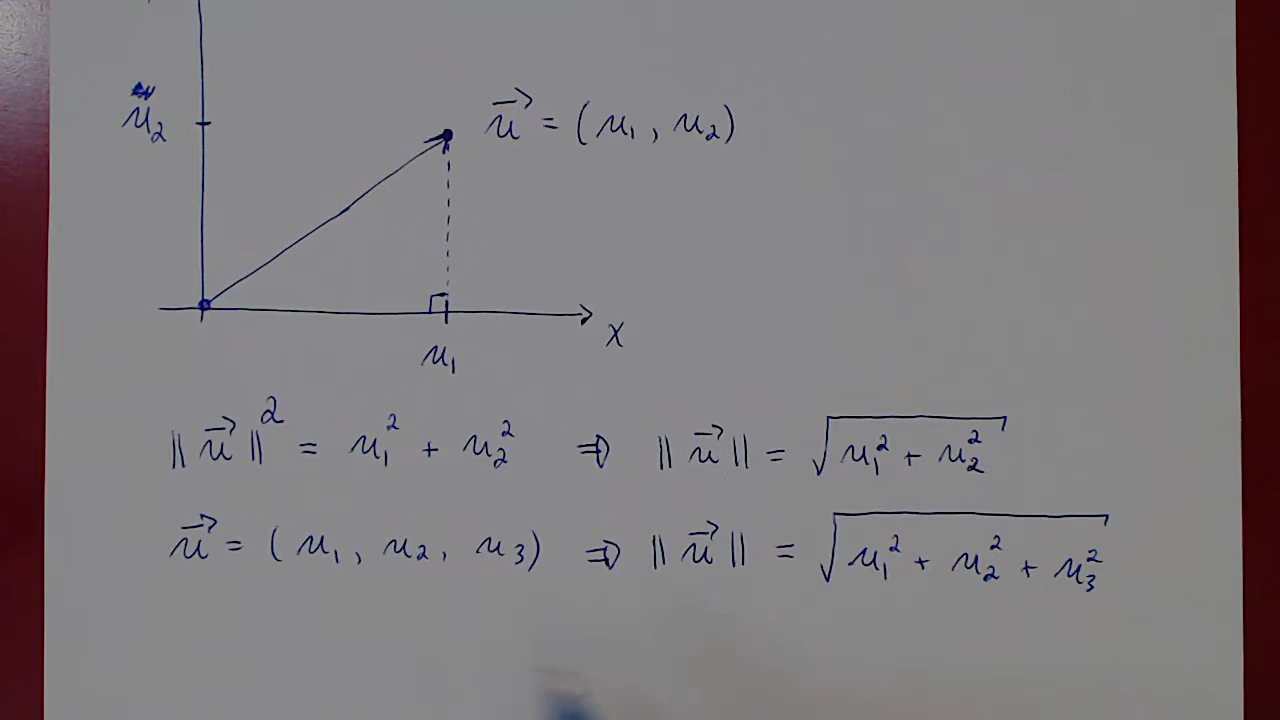 u₂
u⃗ = (u₁, u₂)
x
u₁
‖u⃗‖² = u₁² + u₂² ⇒ ‖u⃗‖ = √(u₁² + u₂²)
u⃗ = (u₁, u₂, u₃) ⇒ ‖u⃗‖ = √(u₁² + u₂² + u₃²)